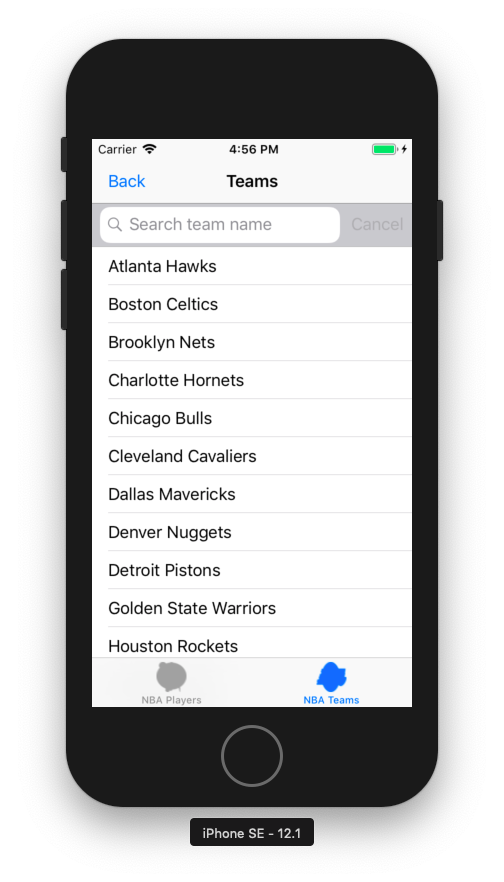 Carrier 4:56 PM
Back Teams
Search team name Cancel
Atlanta Hawks
Boston Celtics
Brooklyn Nets
Charlotte Hornets
Chicago Bulls
Cleveland Cavaliers
Dallas Mavericks
Denver Nuggets
Detroit Pistons
Golden State Warriors
Houston Rockets
NBA Players NBA Teams
iPhone SE - 12.1